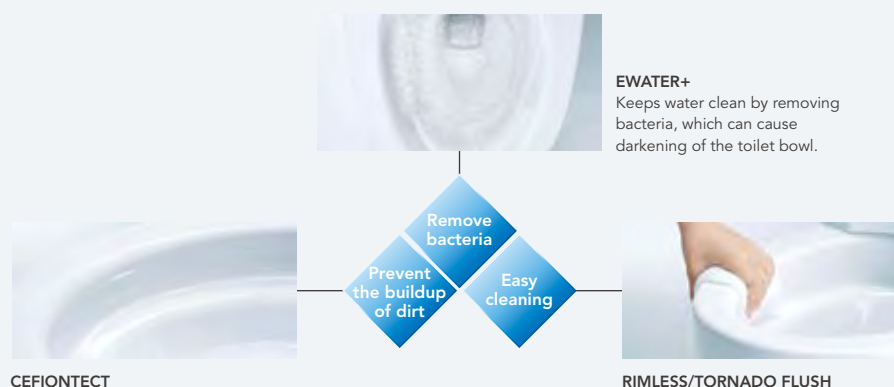 EWATER+
Keeps water clean by removing
bacteria, which can cause
darkening of the toilet bowl.
Remove
bacteria
Prevent
the buildup
of dirt
Easy
cleaning
CEFIONTECT
RIMLESS/TORNADO FLUSH